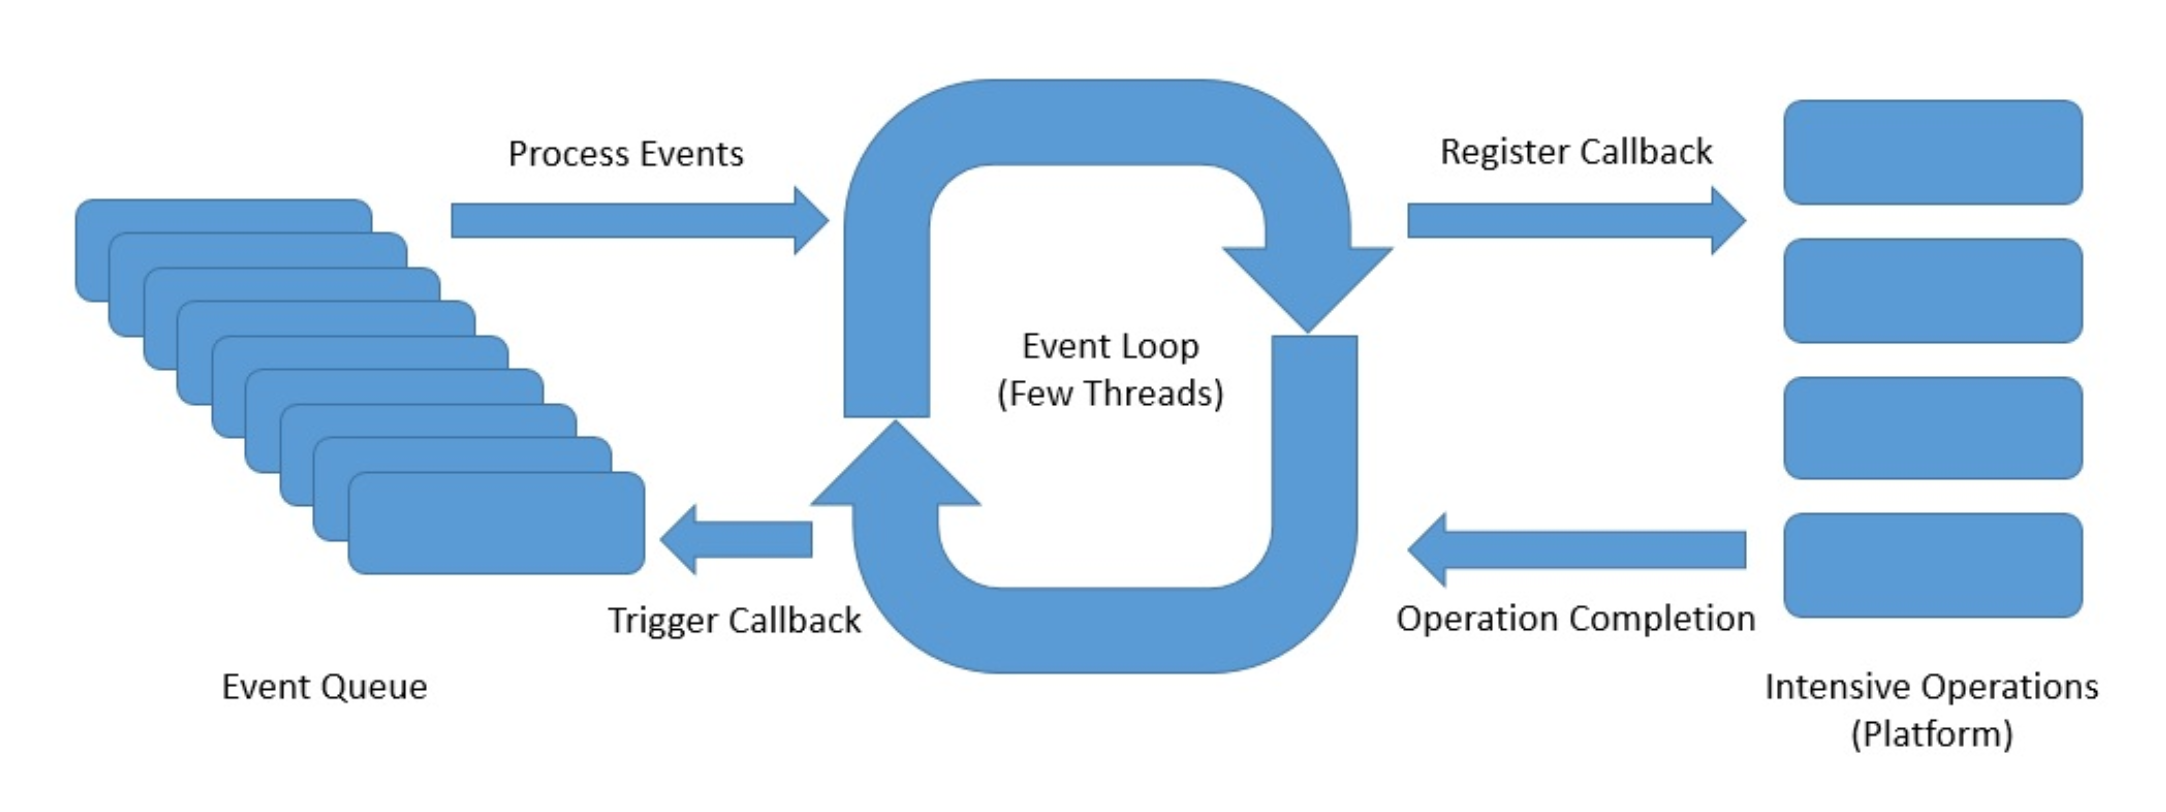 Process Events
Register Callback
Event Loop
(Few Threads)
Trigger Callback
Operation Completion
Event Queue
Intensive Operations
(Platform)